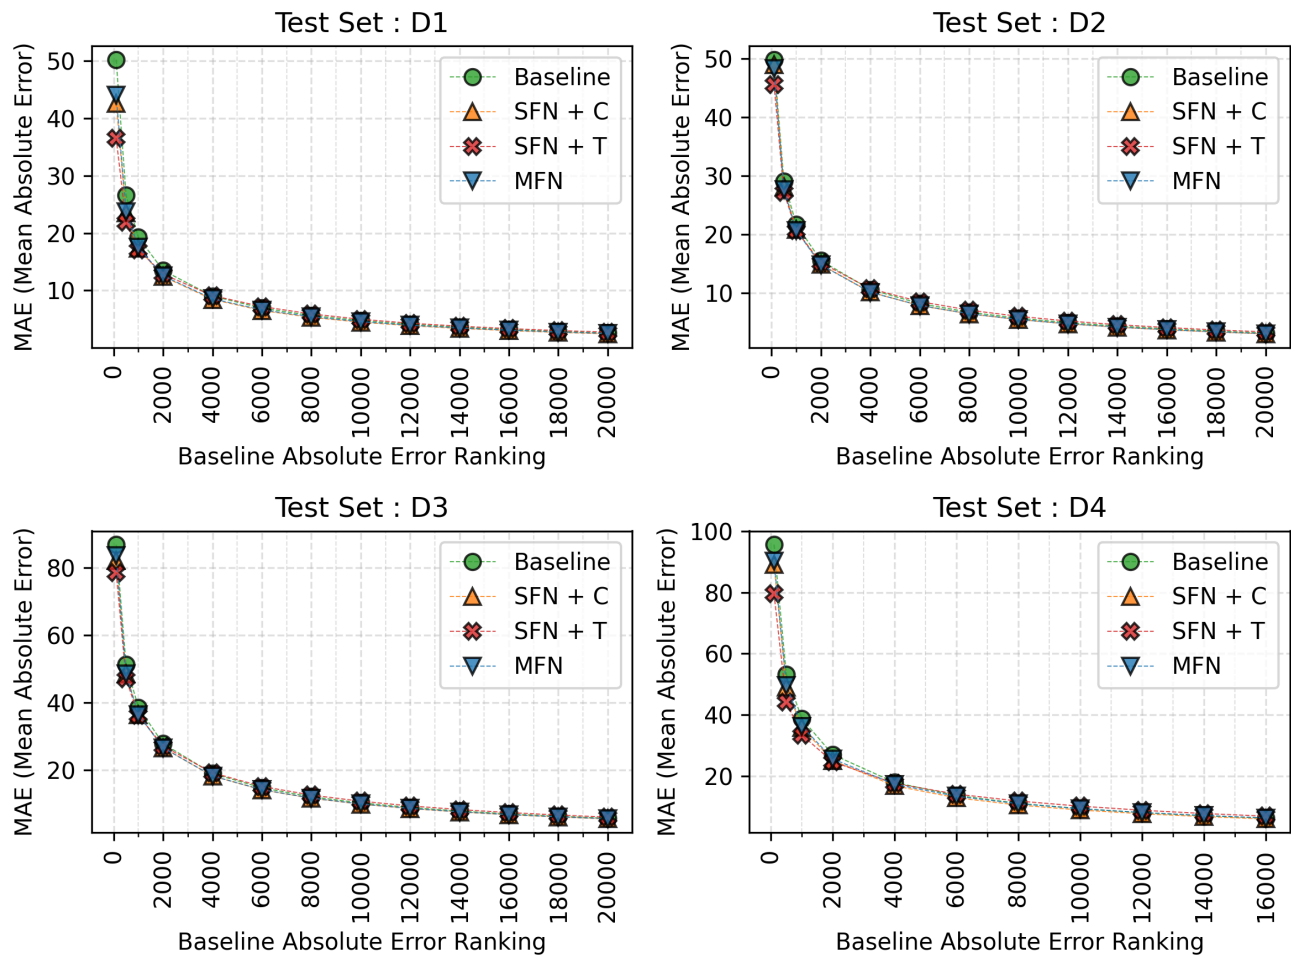 Test Set : D1
MAE (Mean Absolute Error)
50
40
30
20
10
Baseline
SFN + C
SFN + T
MFN
0 2000 4000 6000 8000 10000 12000 14000 16000 18000 20000
Baseline Absolute Error Ranking
Test Set : D2
MAE (Mean Absolute Error)
50
40
30
20
10
Baseline
SFN + C
SFN + T
MFN
0 2000 4000 6000 8000 10000 12000 14000 16000 18000 20000
Baseline Absolute Error Ranking
Test Set : D3
MAE (Mean Absolute Error)
80
60
40
20
Baseline
SFN + C
SFN + T
MFN
0 2000 4000 6000 8000 10000 12000 14000 16000 18000 20000
Baseline Absolute Error Ranking
Test Set : D4
MAE (Mean Absolute Error)
100
80
60
40
20
Baseline
SFN + C
SFN + T
MFN
0 2000 4000 6000 8000 10000 12000 14000 16000
Baseline Absolute Error Ranking